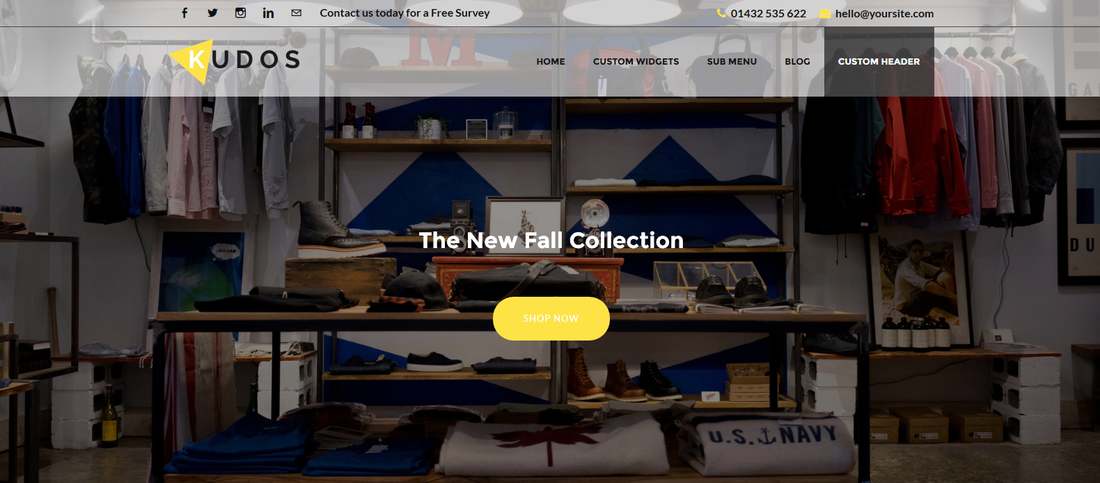 Contact us today for a Free Survey
01432 535 622
hello@yoursite.com
KUDOS
HOME
CUSTOM WIDGETS
SUB MENU
BLOG
CUSTOM HEADER
M
The New Fall Collection
SHOP NOW
U.S. NAVY